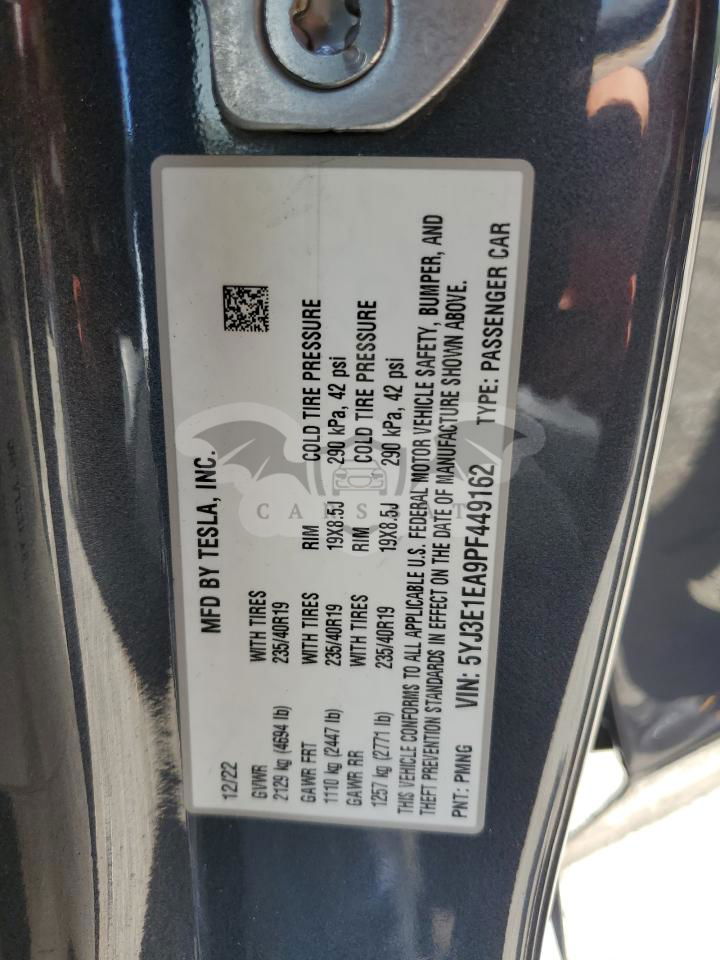 MFD BY TESLA, INC.
12/22
GVWR WITH TIRES
2129 kg (4694 lb) 235/40R19
GAWR FRT WITH TIRES RIM COLD TIRE PRESSURE
1110 kg (2447 lb) 235/40R19 19X8.5J 290 kPa, 42 psi
GAWR RR WITH TIRES RIM COLD TIRE PRESSURE
1257 kg (2771 lb) 235/40R19 19X8.5J 290 kPa, 42 psi
THIS VEHICLE CONFORMS TO ALL APPLICABLE U.S. FEDERAL MOTOR VEHICLE SAFETY, BUMPER, AND
THEFT PREVENTION STANDARDS IN EFFECT ON THE DATE OF MANUFACTURE SHOWN ABOVE.
PNT: PMNG VIN: 5YJ3E1EA9PF449162 TYPE: PASSENGER CAR